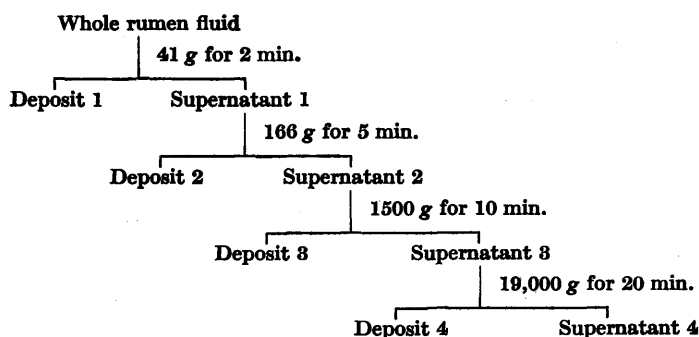 Whole rumen fluid
41 g for 2 min.
Deposit 1 Supernatant 1
166 g for 5 min.
Deposit 2 Supernatant 2
1500 g for 10 min.
Deposit 3 Supernatant 3
19,000 g for 20 min.
Deposit 4 Supernatant 4